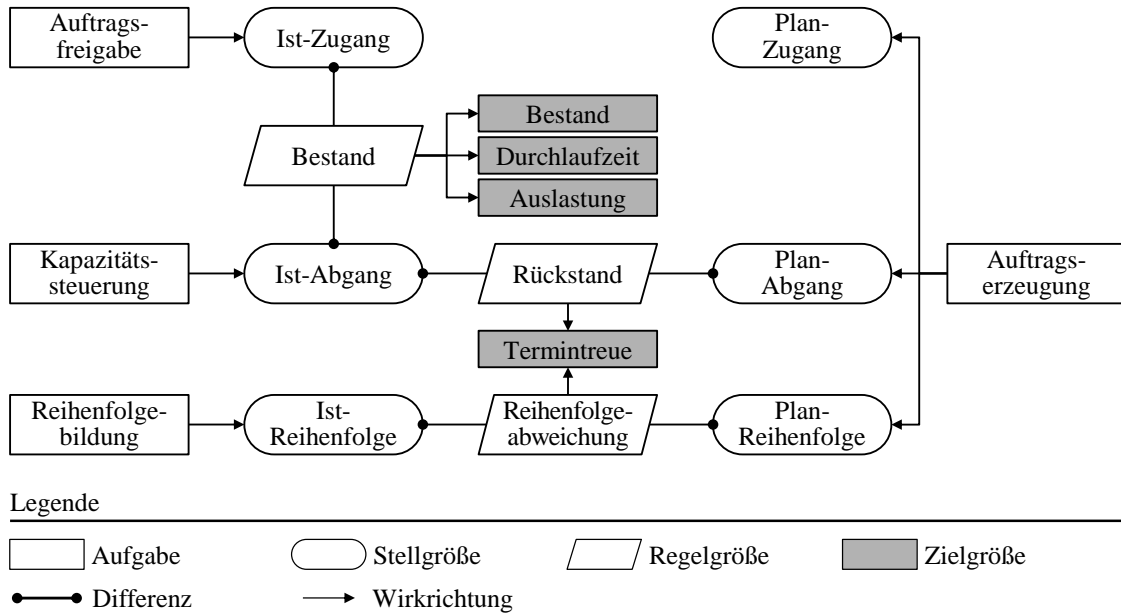 Auftrags-
freigabe
Ist-Zugang
Plan-
Zugang
Bestand
Bestand
Durchlaufzeit
Auslastung
Kapazitäts-
steuerung
Ist-Abgang
Rückstand
Plan-
Abgang
Auftrags-
erzeugung
Termintreue
Reihenfolge-
bildung
Ist-
Reihenfolge
Reihenfolge-
abweichung
Plan-
Reihenfolge
Legende
Aufgabe
Stellgröße
Regelgröße
Zielgröße
Differenz
Wirkrichtung